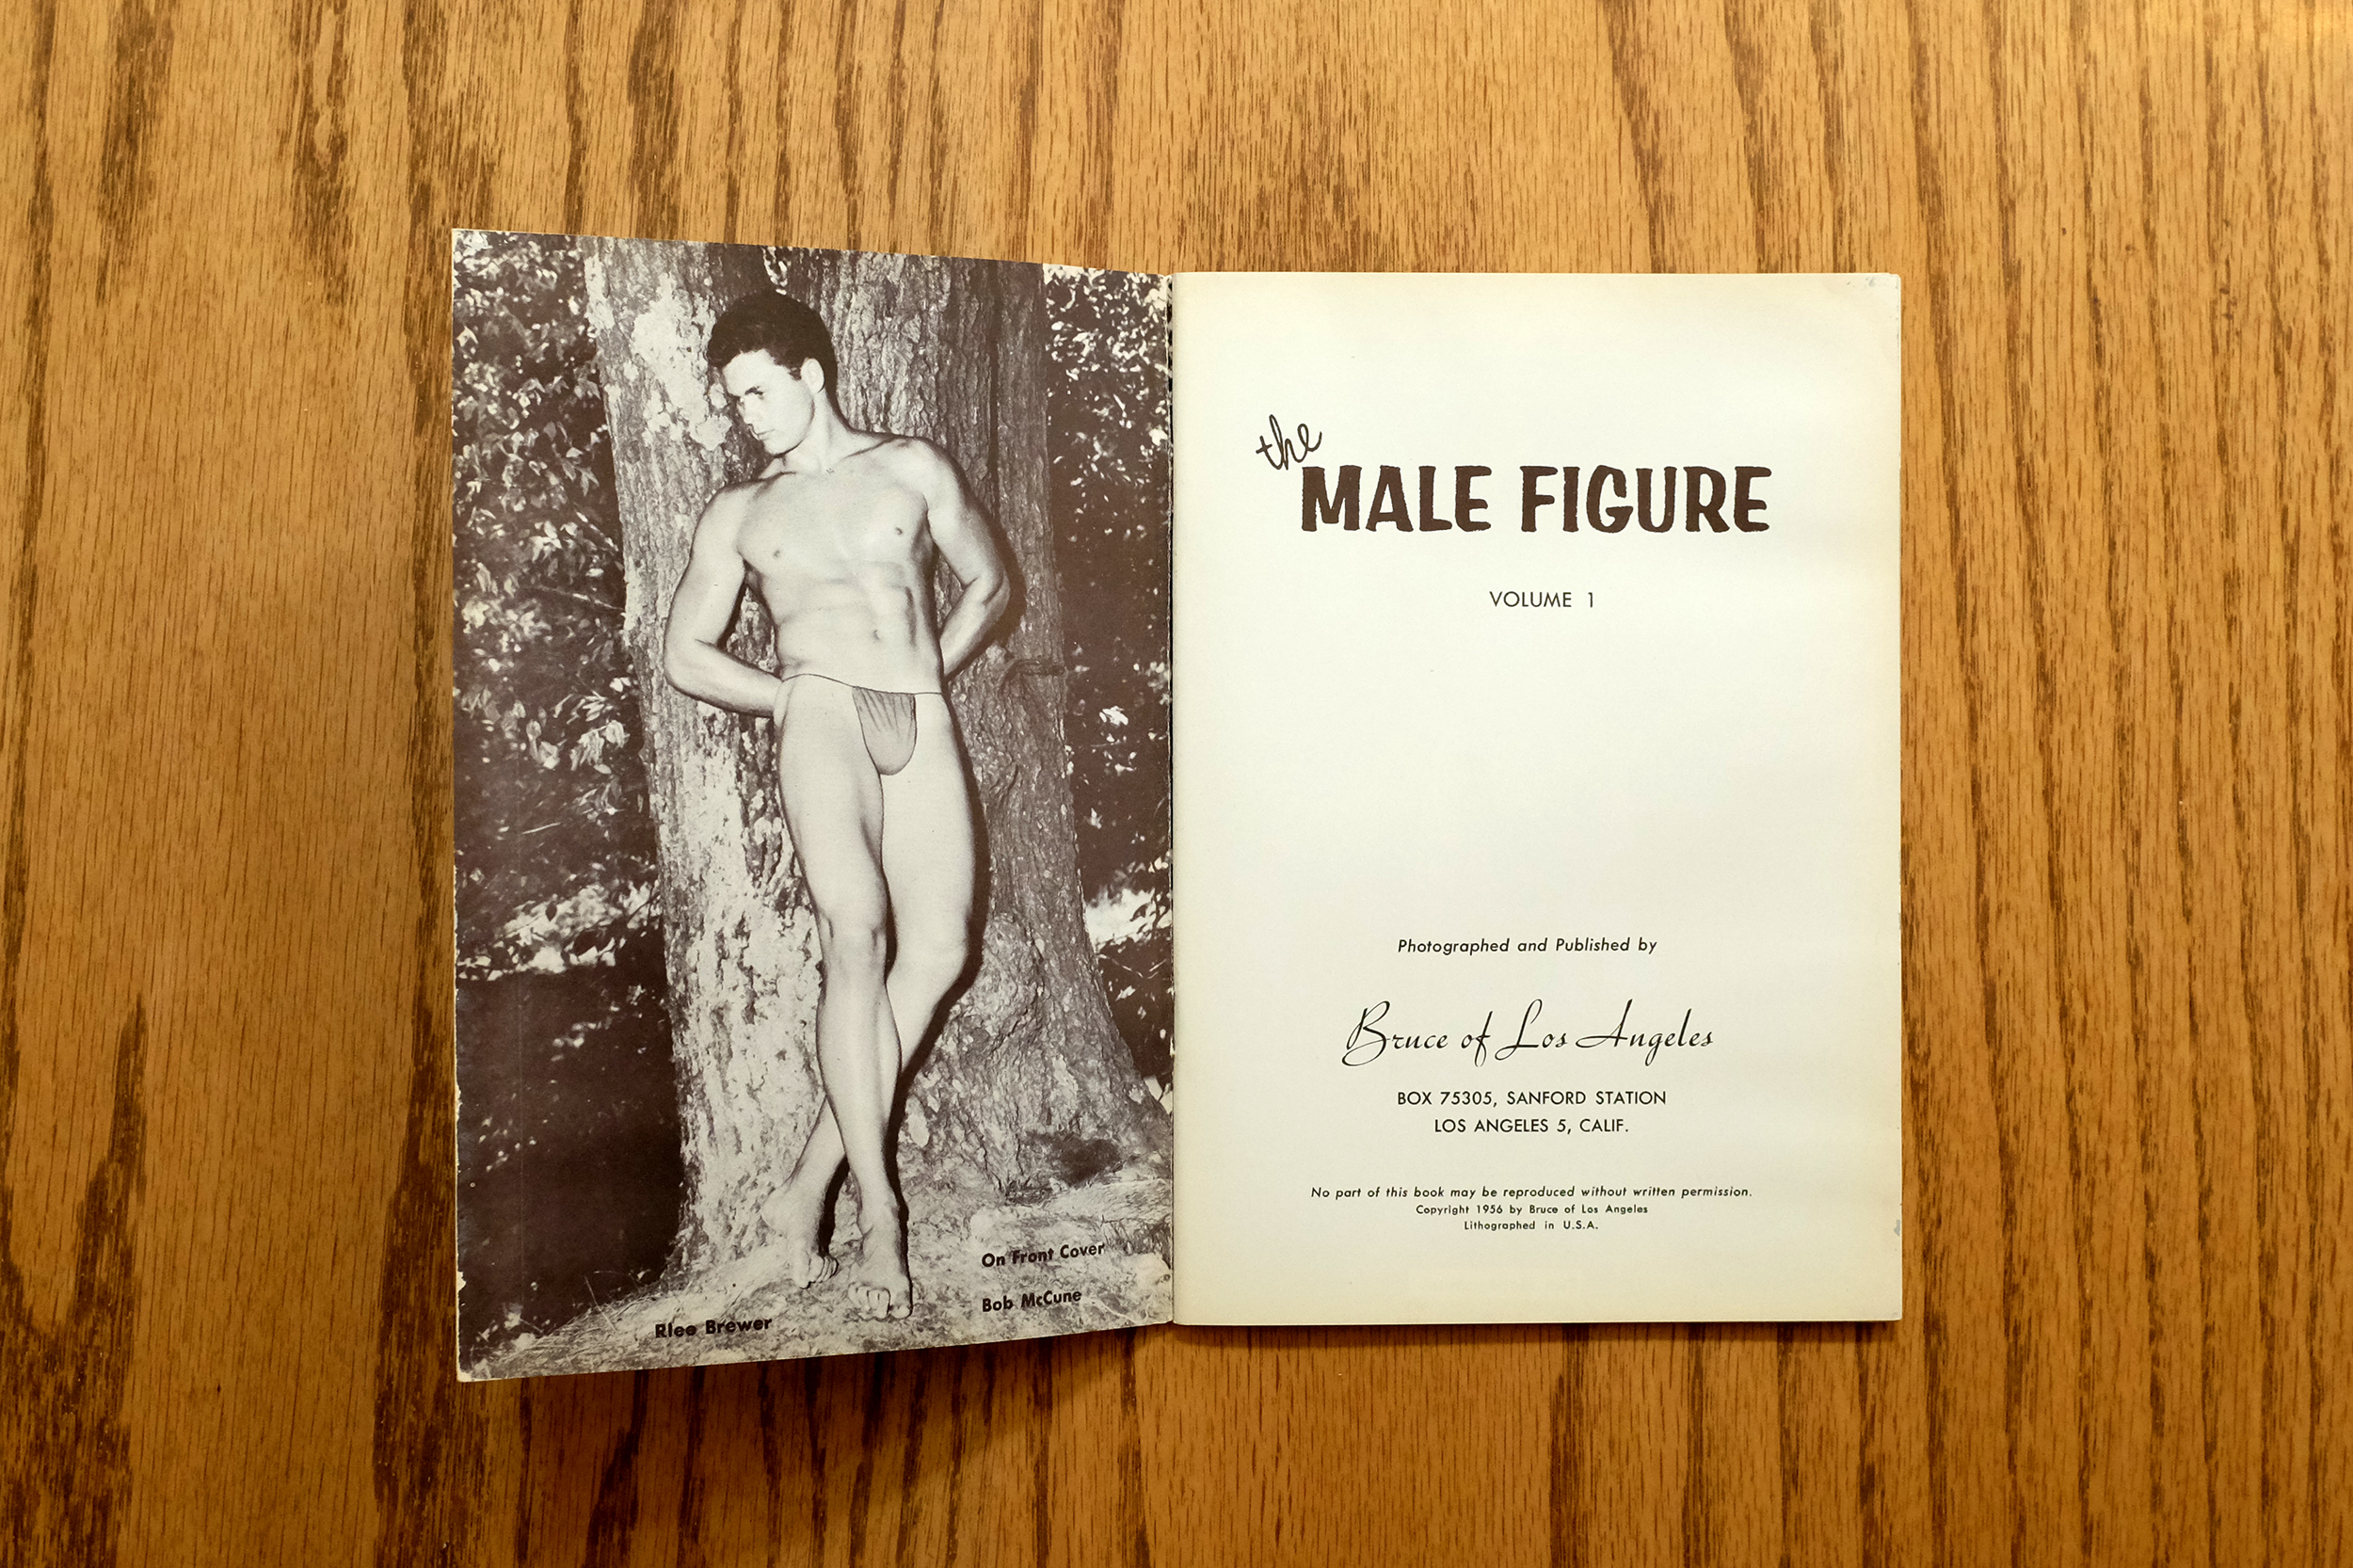 Rlee Brewer
On Front Cover
Bob McCune
the
MALE FIGURE
VOLUME 1
Photographed and Published by
Bruce of Los Angeles
BOX 75305, SANFORD STATION
LOS ANGELES 5, CALIF.
No part of this book may be reproduced without written permission.
Copyright 1956 by Bruce of Los Angeles
Lithographed in U.S.A.